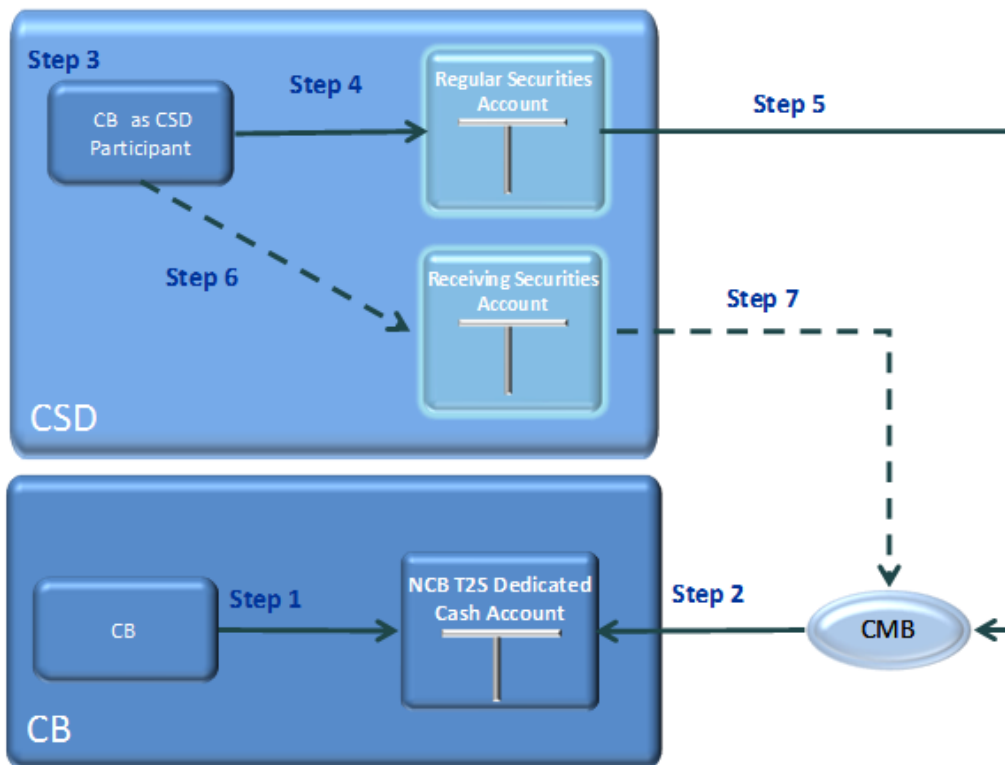 Step 3
CB as CSD
Participant
Step 4
Regular Securities
Account
Step 5
Step 6
Receiving Securities
Account
Step 7
CSD
CB
Step 1
NCB T2S Dedicated
Cash Account
Step 2
CMB
CB